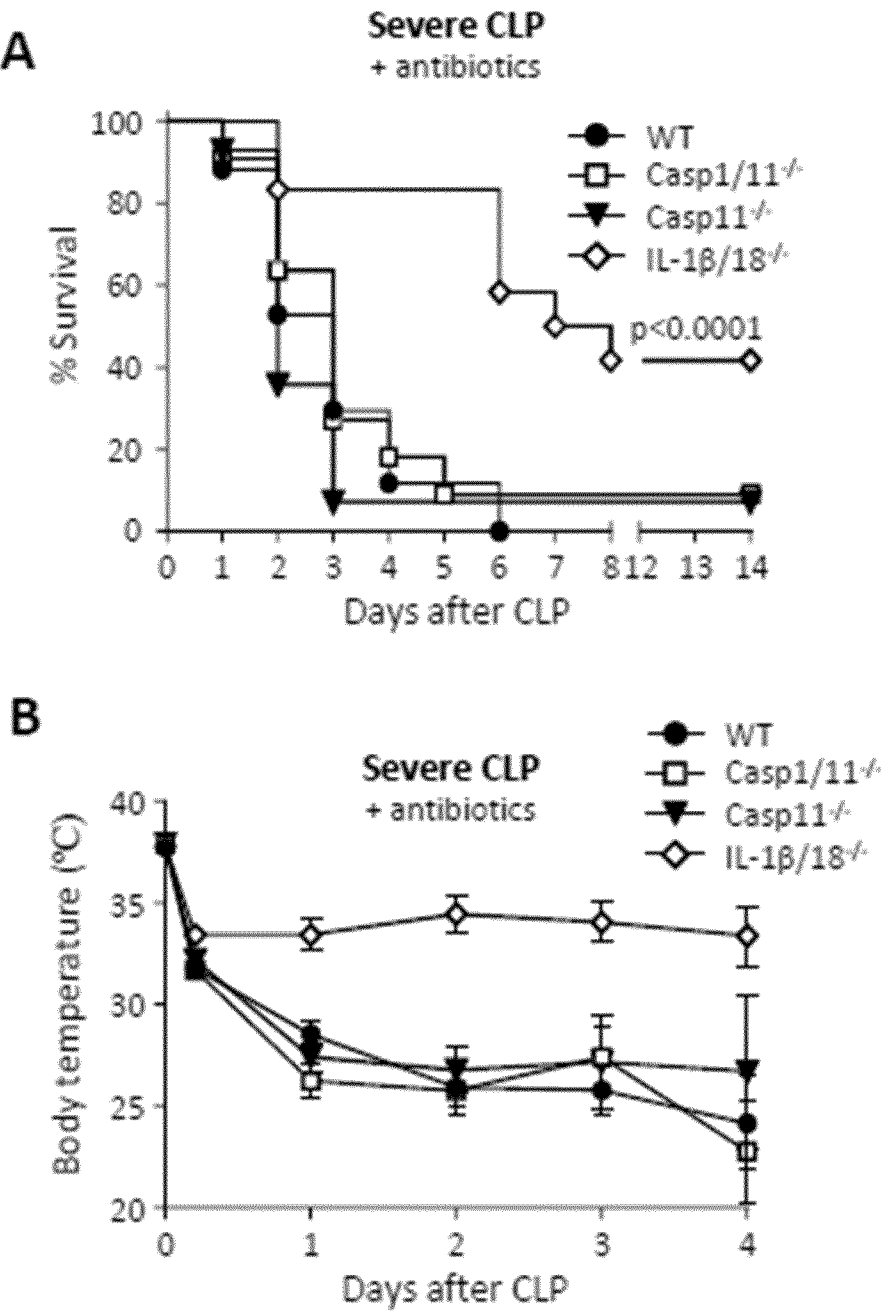 A
Severe CLP
+ antibiotics
WT
Casp1/11-/-
Casp11-/-
IL-1β/18-/-
p<0.0001
100
80
60
40
20
0
% Survival
0 1 2 3 4 5 6 7 8 12 13 14
Days after CLP
B
WT
Casp1/11-/-
Casp11-/-
IL-1β/18-/-
Severe CLP
+ antibiotics
40
35
30
25
20
Body temperature (ºC)
0 1 2 3 4
Days after CLP